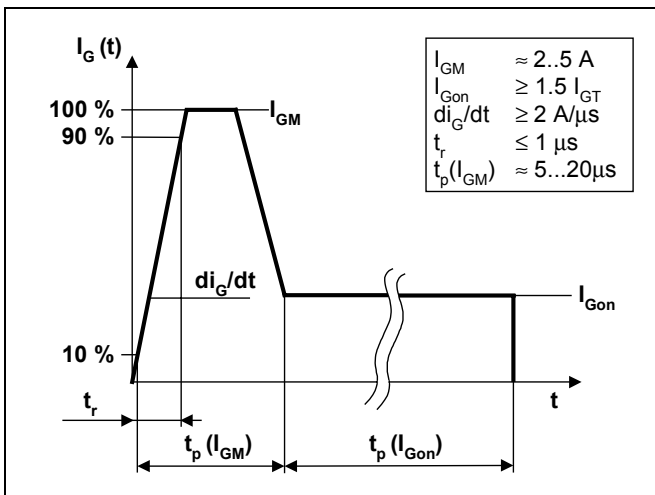 I_G (t)
100 %
90 %
I_GM
di_G/dt
I_Gon
10 %
t_r
t
t_p (I_GM)
t_p (I_Gon)
I_GM ≈ 2..5 A
I_Gon ≥ 1.5 I_GT
di_G/dt ≥ 2 A/μs
t_r ≤ 1 μs
t_p(I_GM) ≈ 5...20μs